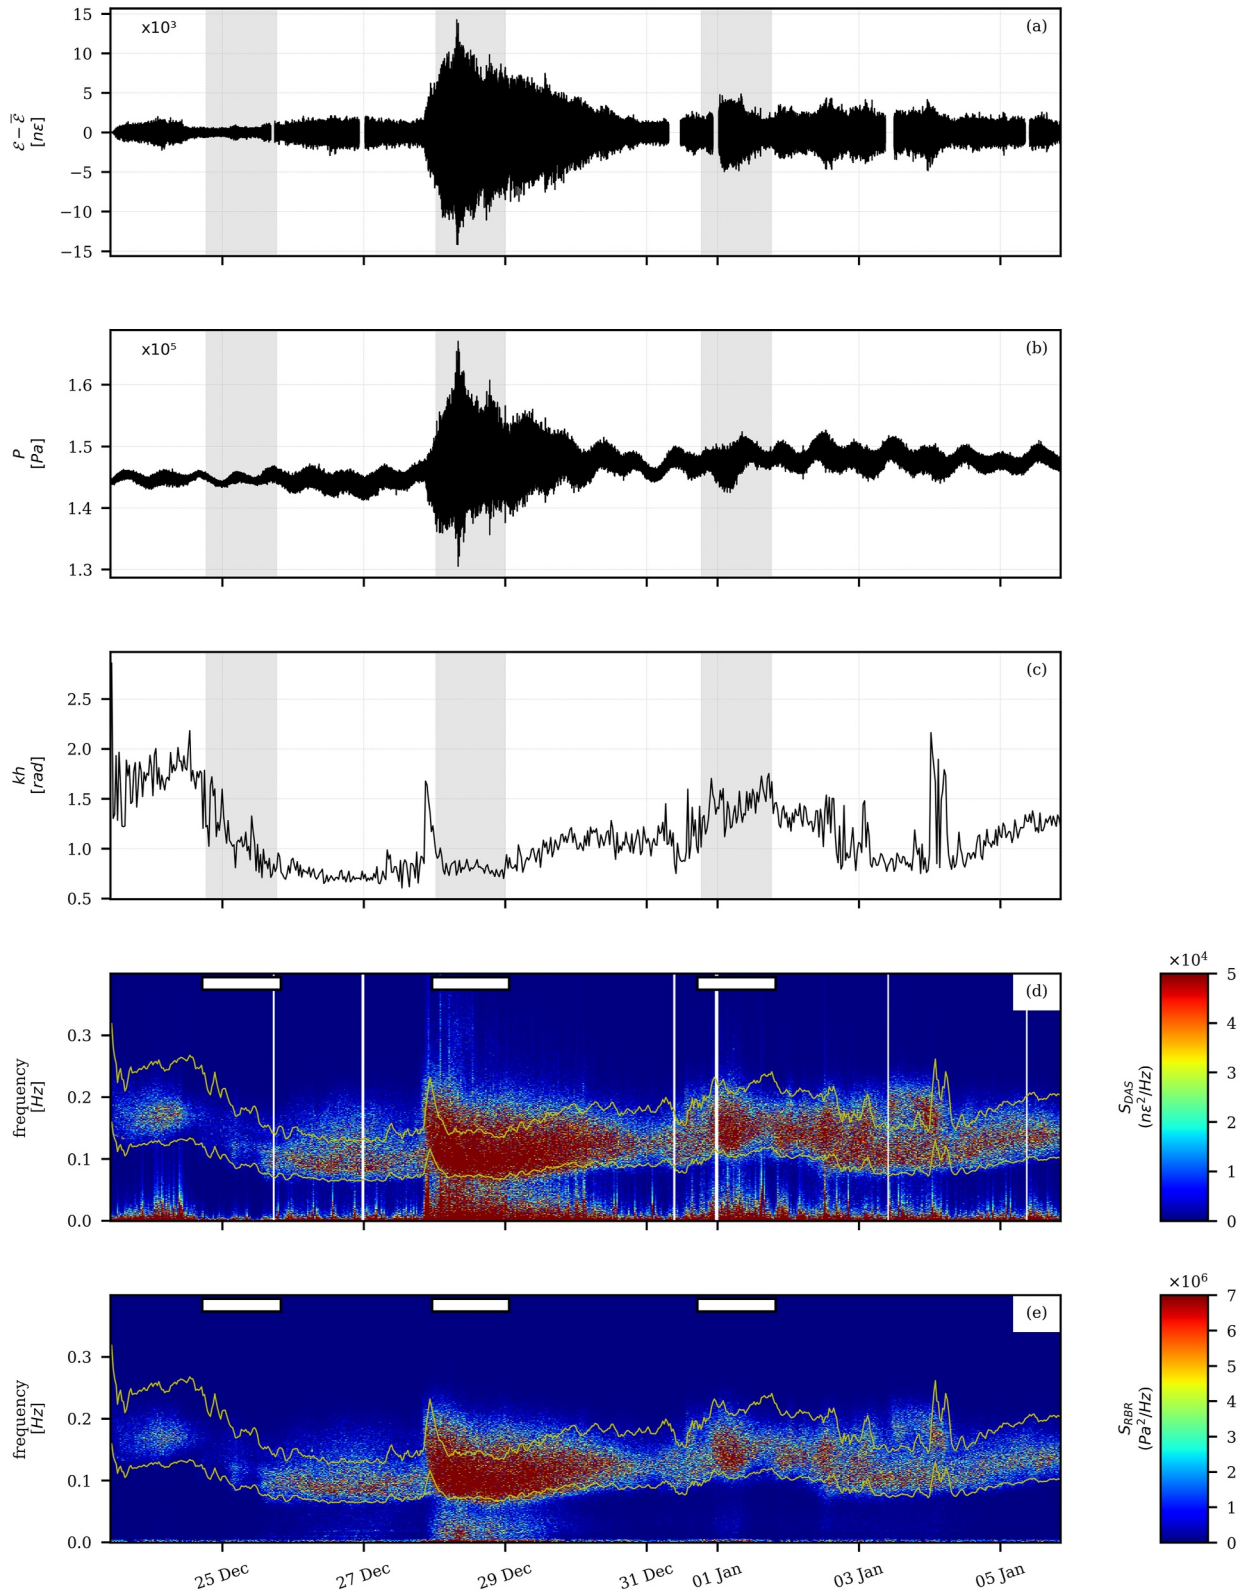 x10³
(a)
15
10
5
0
−5
−10
−15
ℰ − ℰ̅
[nε]
x10⁵
(b)
1.6
1.5
1.4
1.3
P
[Pa]
(c)
2.5
2.0
1.5
1.0
0.5
kh
[rad]
(d)
0.3
0.2
0.1
0.0
frequency
[Hz]
×10⁴
5
4
3
2
1
0
S_DAS
(nε²/Hz)
(e)
0.3
0.2
0.1
0.0
frequency
[Hz]
×10⁶
7
6
5
4
3
2
1
0
S_RBR
(Pa²/Hz)
25 Dec
27 Dec
29 Dec
31 Dec
01 Jan
03 Jan
05 Jan